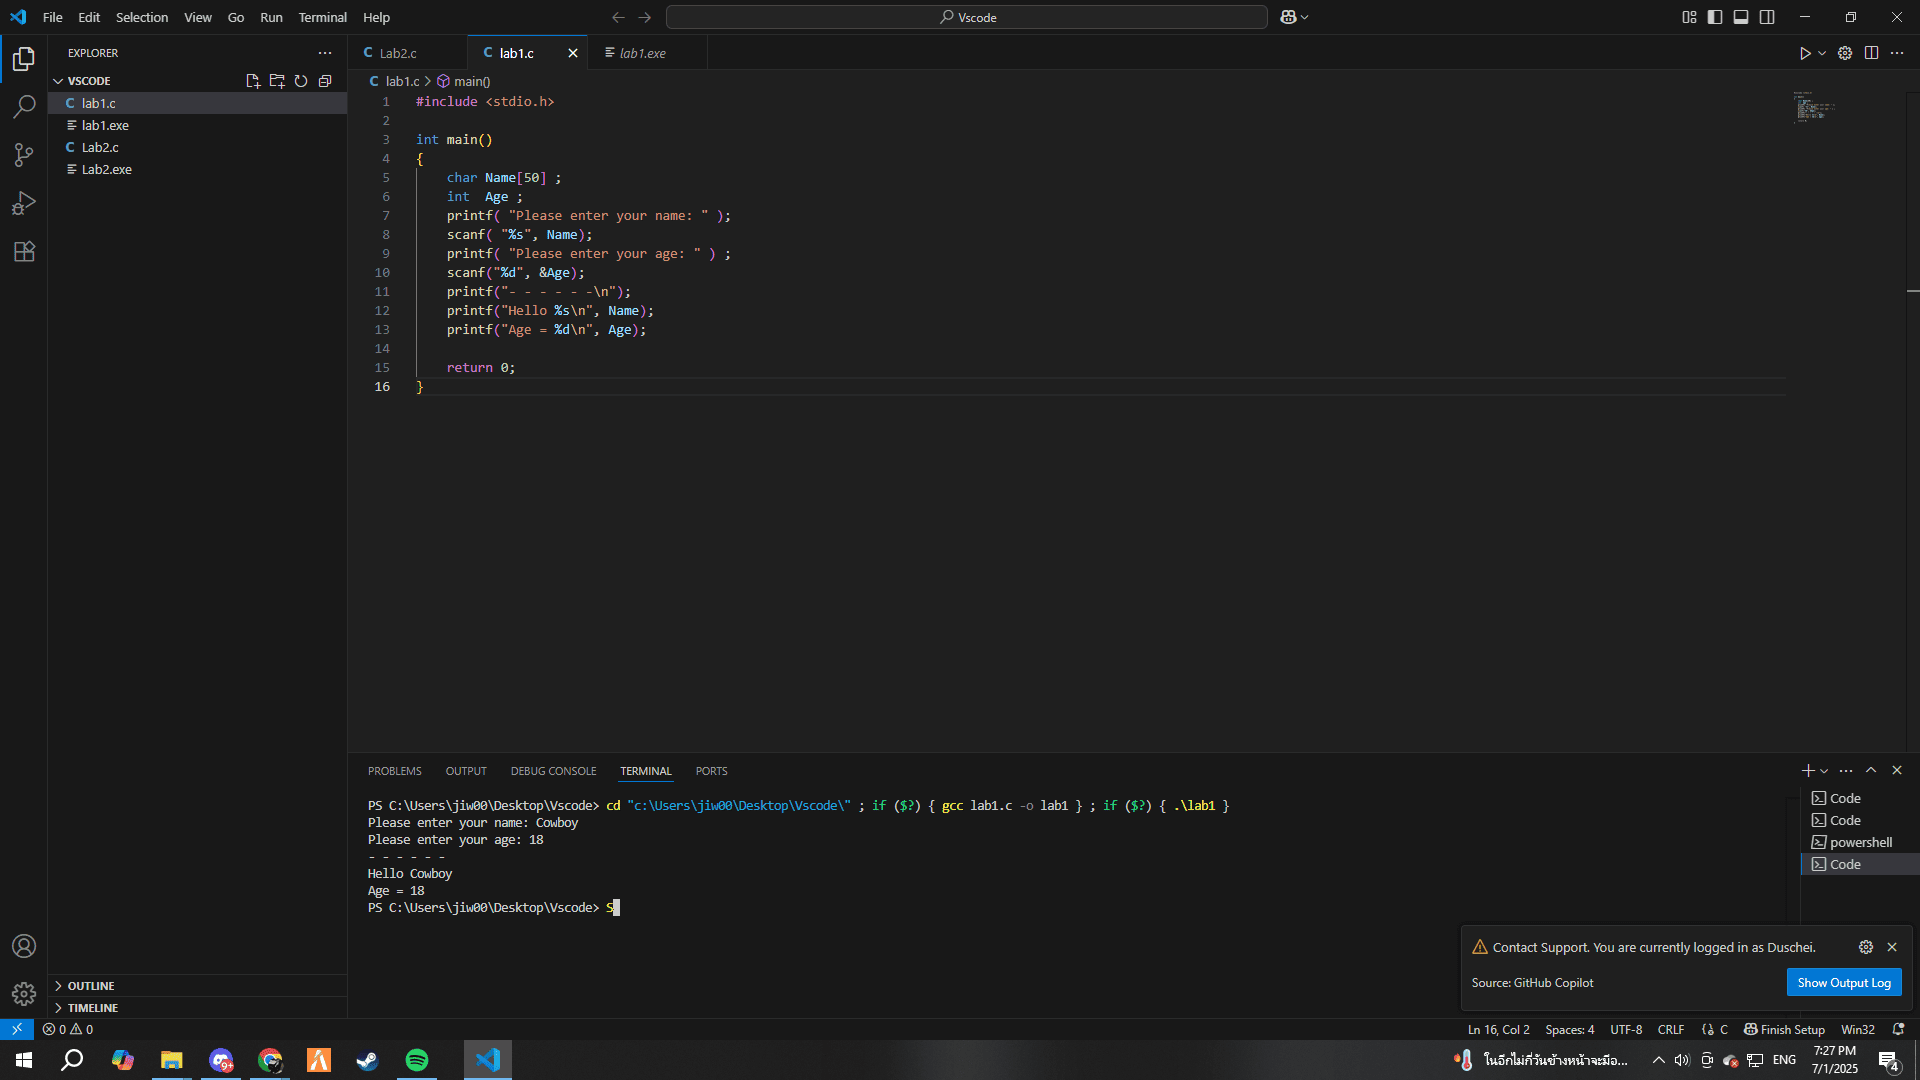 File Edit Selection View Go Run Terminal Help
Vscode
EXPLORER
VSCODE
lab1.c
lab1.exe
Lab2.c
Lab2.exe
OUTLINE
TIMELINE
Lab2.c
lab1.c
lab1.exe
lab1.c > main()
1 #include <stdio.h>
2
3 int main()
4 {
5 char Name[50] ;
6 int  Age ;
7 printf( "Please enter your name: " );
8 scanf( "%s", Name);
9 printf( "Please enter your age: " ) ;
10 scanf("%d", &Age);
11 printf("- - - - - -\n");
12 printf("Hello %s\n", Name);
13 printf("Age = %d\n", Age);
14
15 return 0;
16 }
PROBLEMS OUTPUT DEBUG CONSOLE TERMINAL PORTS
PS C:\Users\jiw00\Desktop\Vscode> cd "c:\Users\jiw00\Desktop\Vscode\" ; if ($?) { gcc lab1.c -o lab1 } ; if ($?) { .\lab1 }
Please enter your name: Cowboy
Please enter your age: 18
- - - - - -
Hello Cowboy
Age = 18
PS C:\Users\jiw00\Desktop\Vscode> S
Code
Code
powershell
Code
Contact Support. You are currently logged in as Duschei.
Source: GitHub Copilot
Show Output Log
0 0
Ln 16, Col 2 Spaces: 4 UTF-8 CRLF C Finish Setup Win32
9+
ในอีกไม่กี่วันข้างหน้าจะมีอ...
ENG
7:27 PM
7/1/2025
4